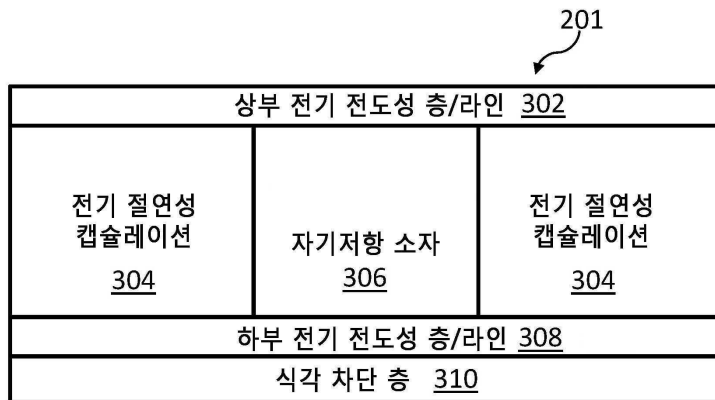 201
상부 전기 전도성 층/라인 302
전기 절연성
캡슐레이션
304
자기저항 소자
306
전기 절연성
캡슐레이션
304
하부 전기 전도성 층/라인 308
식각 차단 층 310